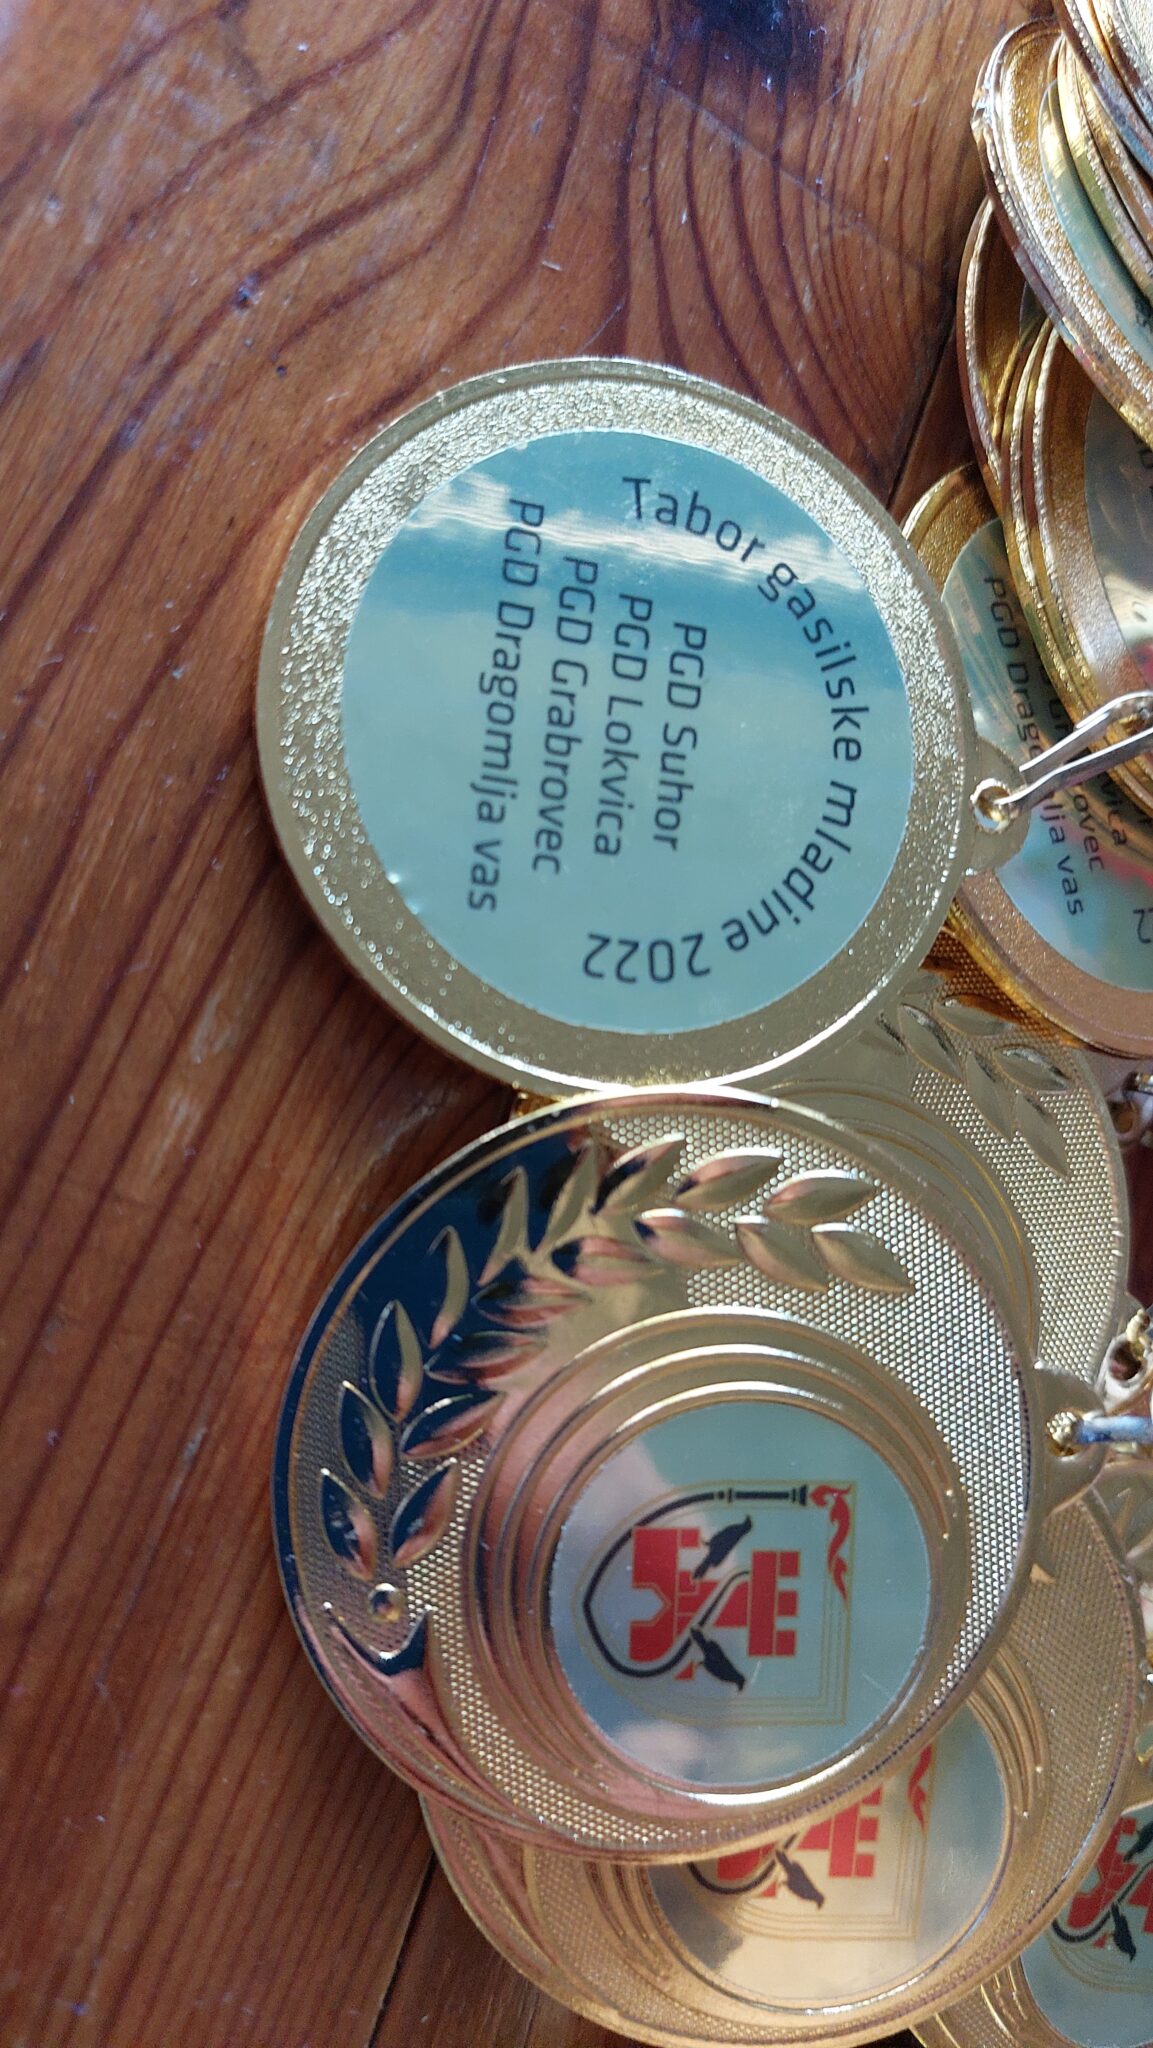 Tabor gasilske mladine 2022
PGD Suhor
PGD Lokvica
PGD Grabrovec
PGD Dragomlja vas